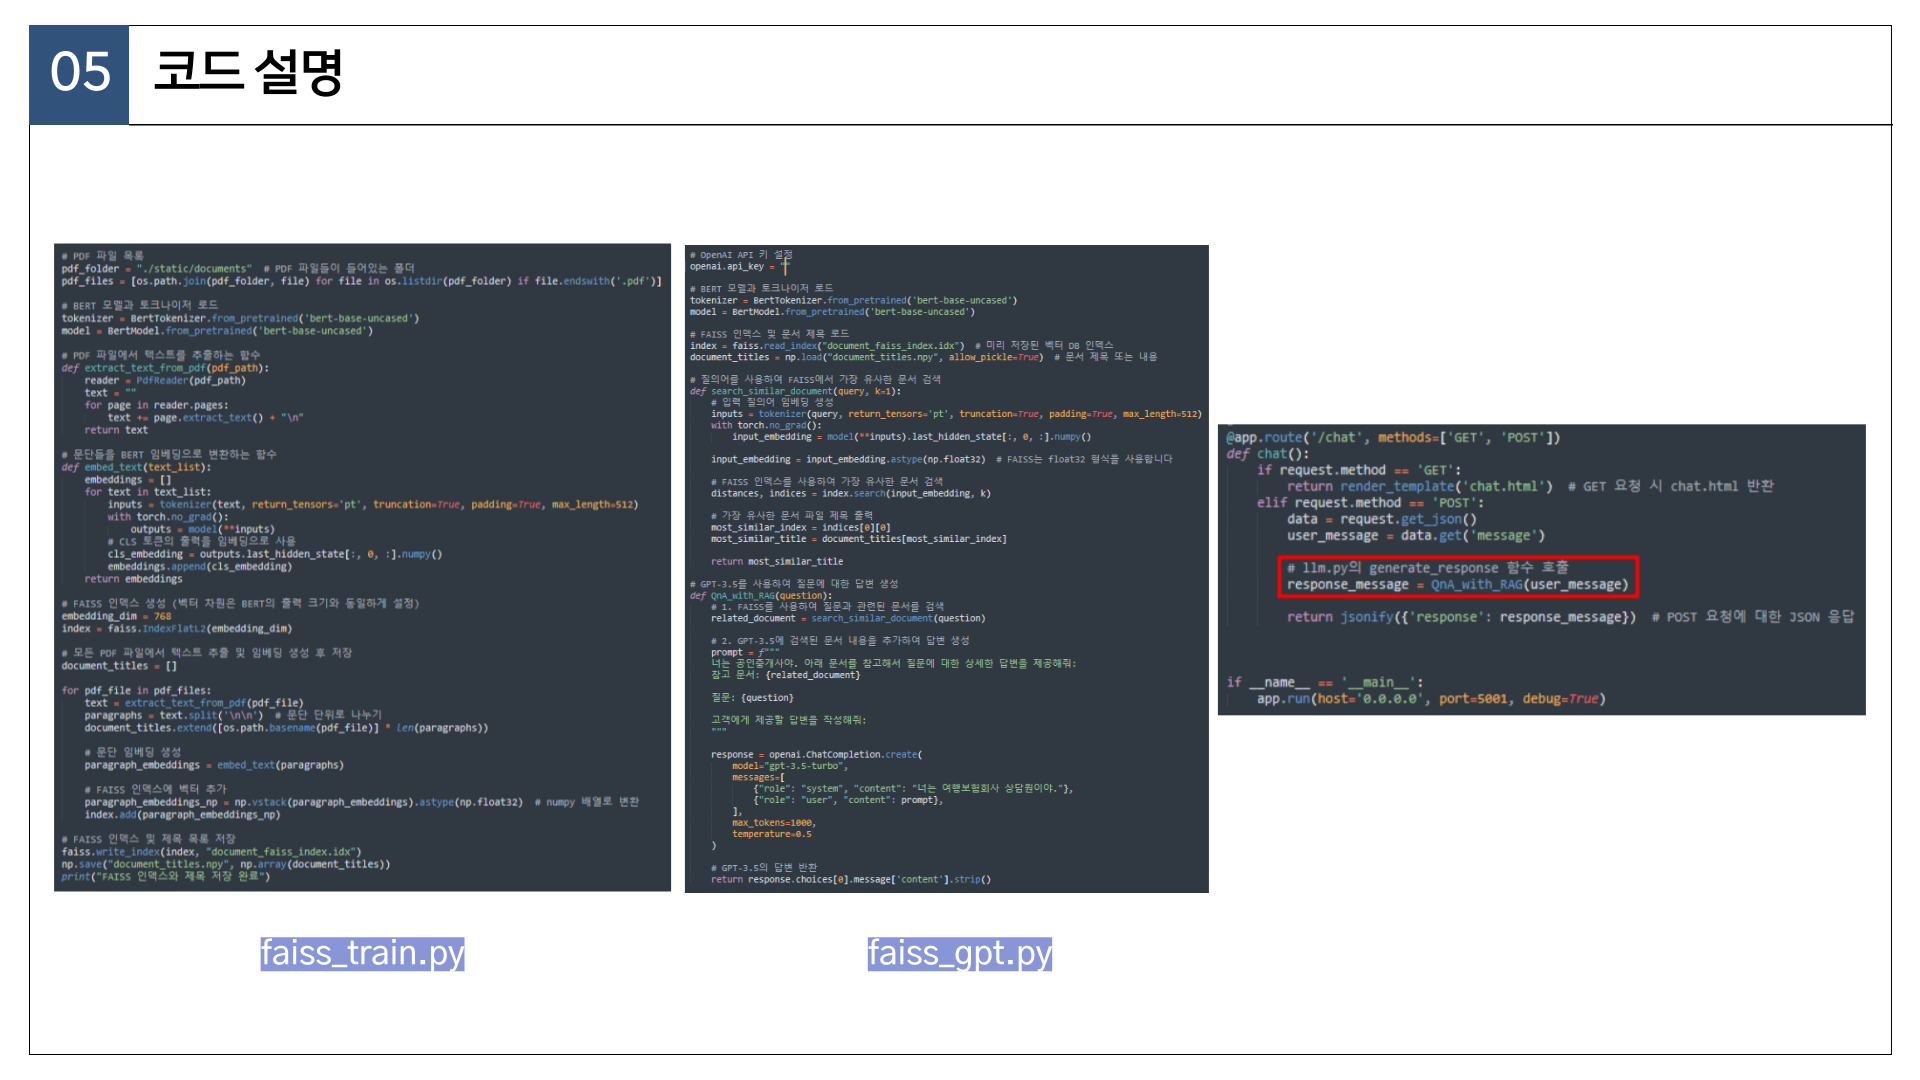 05
코드 설명
# PDF 파일 목록
pdf_folder = "./static/documents"  # PDF 파일들이 들어있는 폴더
pdf_files = [os.path.join(pdf_folder, file) for file in os.listdir(pdf_folder) if file.endswith('.pdf')]
# BERT 모델과 토크나이저 로드
tokenizer = BertTokenizer.from_pretrained('bert-base-uncased')
model = BertModel.from_pretrained('bert-base-uncased')
# PDF 파일에서 텍스트를 추출하는 함수
def extract_text_from_pdf(pdf_path):
reader = PdfReader(pdf_path)
text = ""
for page in reader.pages:
text += page.extract_text() + "\n"
return text
# 문단들을 BERT 임베딩으로 변환하는 함수
def embed_text(text_list):
embeddings = []
for text in text_list:
inputs = tokenizer(text, return_tensors='pt', truncation=True, padding=True, max_length=512)
with torch.no_grad():
outputs = model(**inputs)
# CLS 토큰의 출력을 임베딩으로 사용
cls_embedding = outputs.last_hidden_state[:, 0, :].numpy()
embeddings.append(cls_embedding)
return embeddings
# FAISS 인덱스 생성 (벡터 차원은 BERT의 출력 크기와 동일하게 설정)
embedding_dim = 768
index = faiss.IndexFlatL2(embedding_dim)
# 모든 PDF 파일에서 텍스트 추출 및 임베딩 생성 후 저장
document_titles = []
for pdf_file in pdf_files:
text = extract_text_from_pdf(pdf_file)
paragraphs = text.split('\n\n')  # 문단 단위로 나누기
document_titles.extend([os.path.basename(pdf_file)] * len(paragraphs))
# 문단 임베딩 생성
paragraph_embeddings = embed_text(paragraphs)
# FAISS 인덱스에 벡터 추가
paragraph_embeddings_np = np.vstack(paragraph_embeddings).astype(np.float32)  # numpy 배열로 변환
index.add(paragraph_embeddings_np)
# FAISS 인덱스 및 제목 목록 저장
faiss.write_index(index, "document_faiss_index.idx")
np.save("document_titles.npy", np.array(document_titles))
print("FAISS 인덱스와 제목 저장 완료")
faiss_train.py
# OpenAI API 키 설정
openai.api_key = ""
# BERT 모델과 토크나이저 로드
tokenizer = BertTokenizer.from_pretrained('bert-base-uncased')
model = BertModel.from_pretrained('bert-base-uncased')
# FAISS 인덱스 및 문서 제목 로드
index = faiss.read_index("document_faiss_index.idx")  # 미리 저장된 벡터 DB 인덱스
document_titles = np.load("document_titles.npy", allow_pickle=True)  # 문서 제목 또는 내용
# 질의어를 사용하여 FAISS에서 가장 유사한 문서 검색
def search_similar_document(query, k=1):
# 입력 질의어 임베딩 생성
inputs = tokenizer(query, return_tensors='pt', truncation=True, padding=True, max_length=512)
with torch.no_grad():
input_embedding = model(**inputs).last_hidden_state[:, 0, :].numpy()
input_embedding = input_embedding.astype(np.float32)  # FAISS는 float32 형식을 사용합니다
# FAISS 인덱스를 사용하여 가장 유사한 문서 검색
distances, indices = index.search(input_embedding, k)
# 가장 유사한 문서 파일 제목 출력
most_similar_index = indices[0][0]
most_similar_title = document_titles[most_similar_index]
return most_similar_title
# GPT-3.5를 사용하여 질문에 대한 답변 생성
def QnA_with_RAG(question):
# 1. FAISS를 사용하여 질문과 관련된 문서를 검색
related_document = search_similar_document(question)
# 2. GPT-3.5에 검색된 문서 내용을 추가하여 답변 생성
prompt = f"""
너는 공인중개사야. 아래 문서를 참고해서 질문에 대한 상세한 답변을 제공해줘:
참고 문서: {related_document}
질문: {question}
고객에게 제공할 답변을 작성해줘:
"""
response = openai.ChatCompletion.create(
model="gpt-3.5-turbo",
messages=[
{"role": "system", "content": "너는 여행보험회사 상담원이야."},
{"role": "user", "content": prompt},
],
max_tokens=1000,
temperature=0.5
)
# GPT-3.5의 답변 반환
return response.choices[0].message['content'].strip()
faiss_gpt.py
@app.route('/chat', methods=['GET', 'POST'])
def chat():
if request.method == 'GET':
return render_template('chat.html')  # GET 요청 시 chat.html 반환
elif request.method == 'POST':
data = request.get_json()
user_message = data.get('message')
# llm.py의 generate_response 함수 호출
response_message = QnA_with_RAG(user_message)
return jsonify({'response': response_message})  # POST 요청에 대한 JSON 응답
if __name__ == '__main__':
app.run(host='0.0.0.0', port=5001, debug=True)